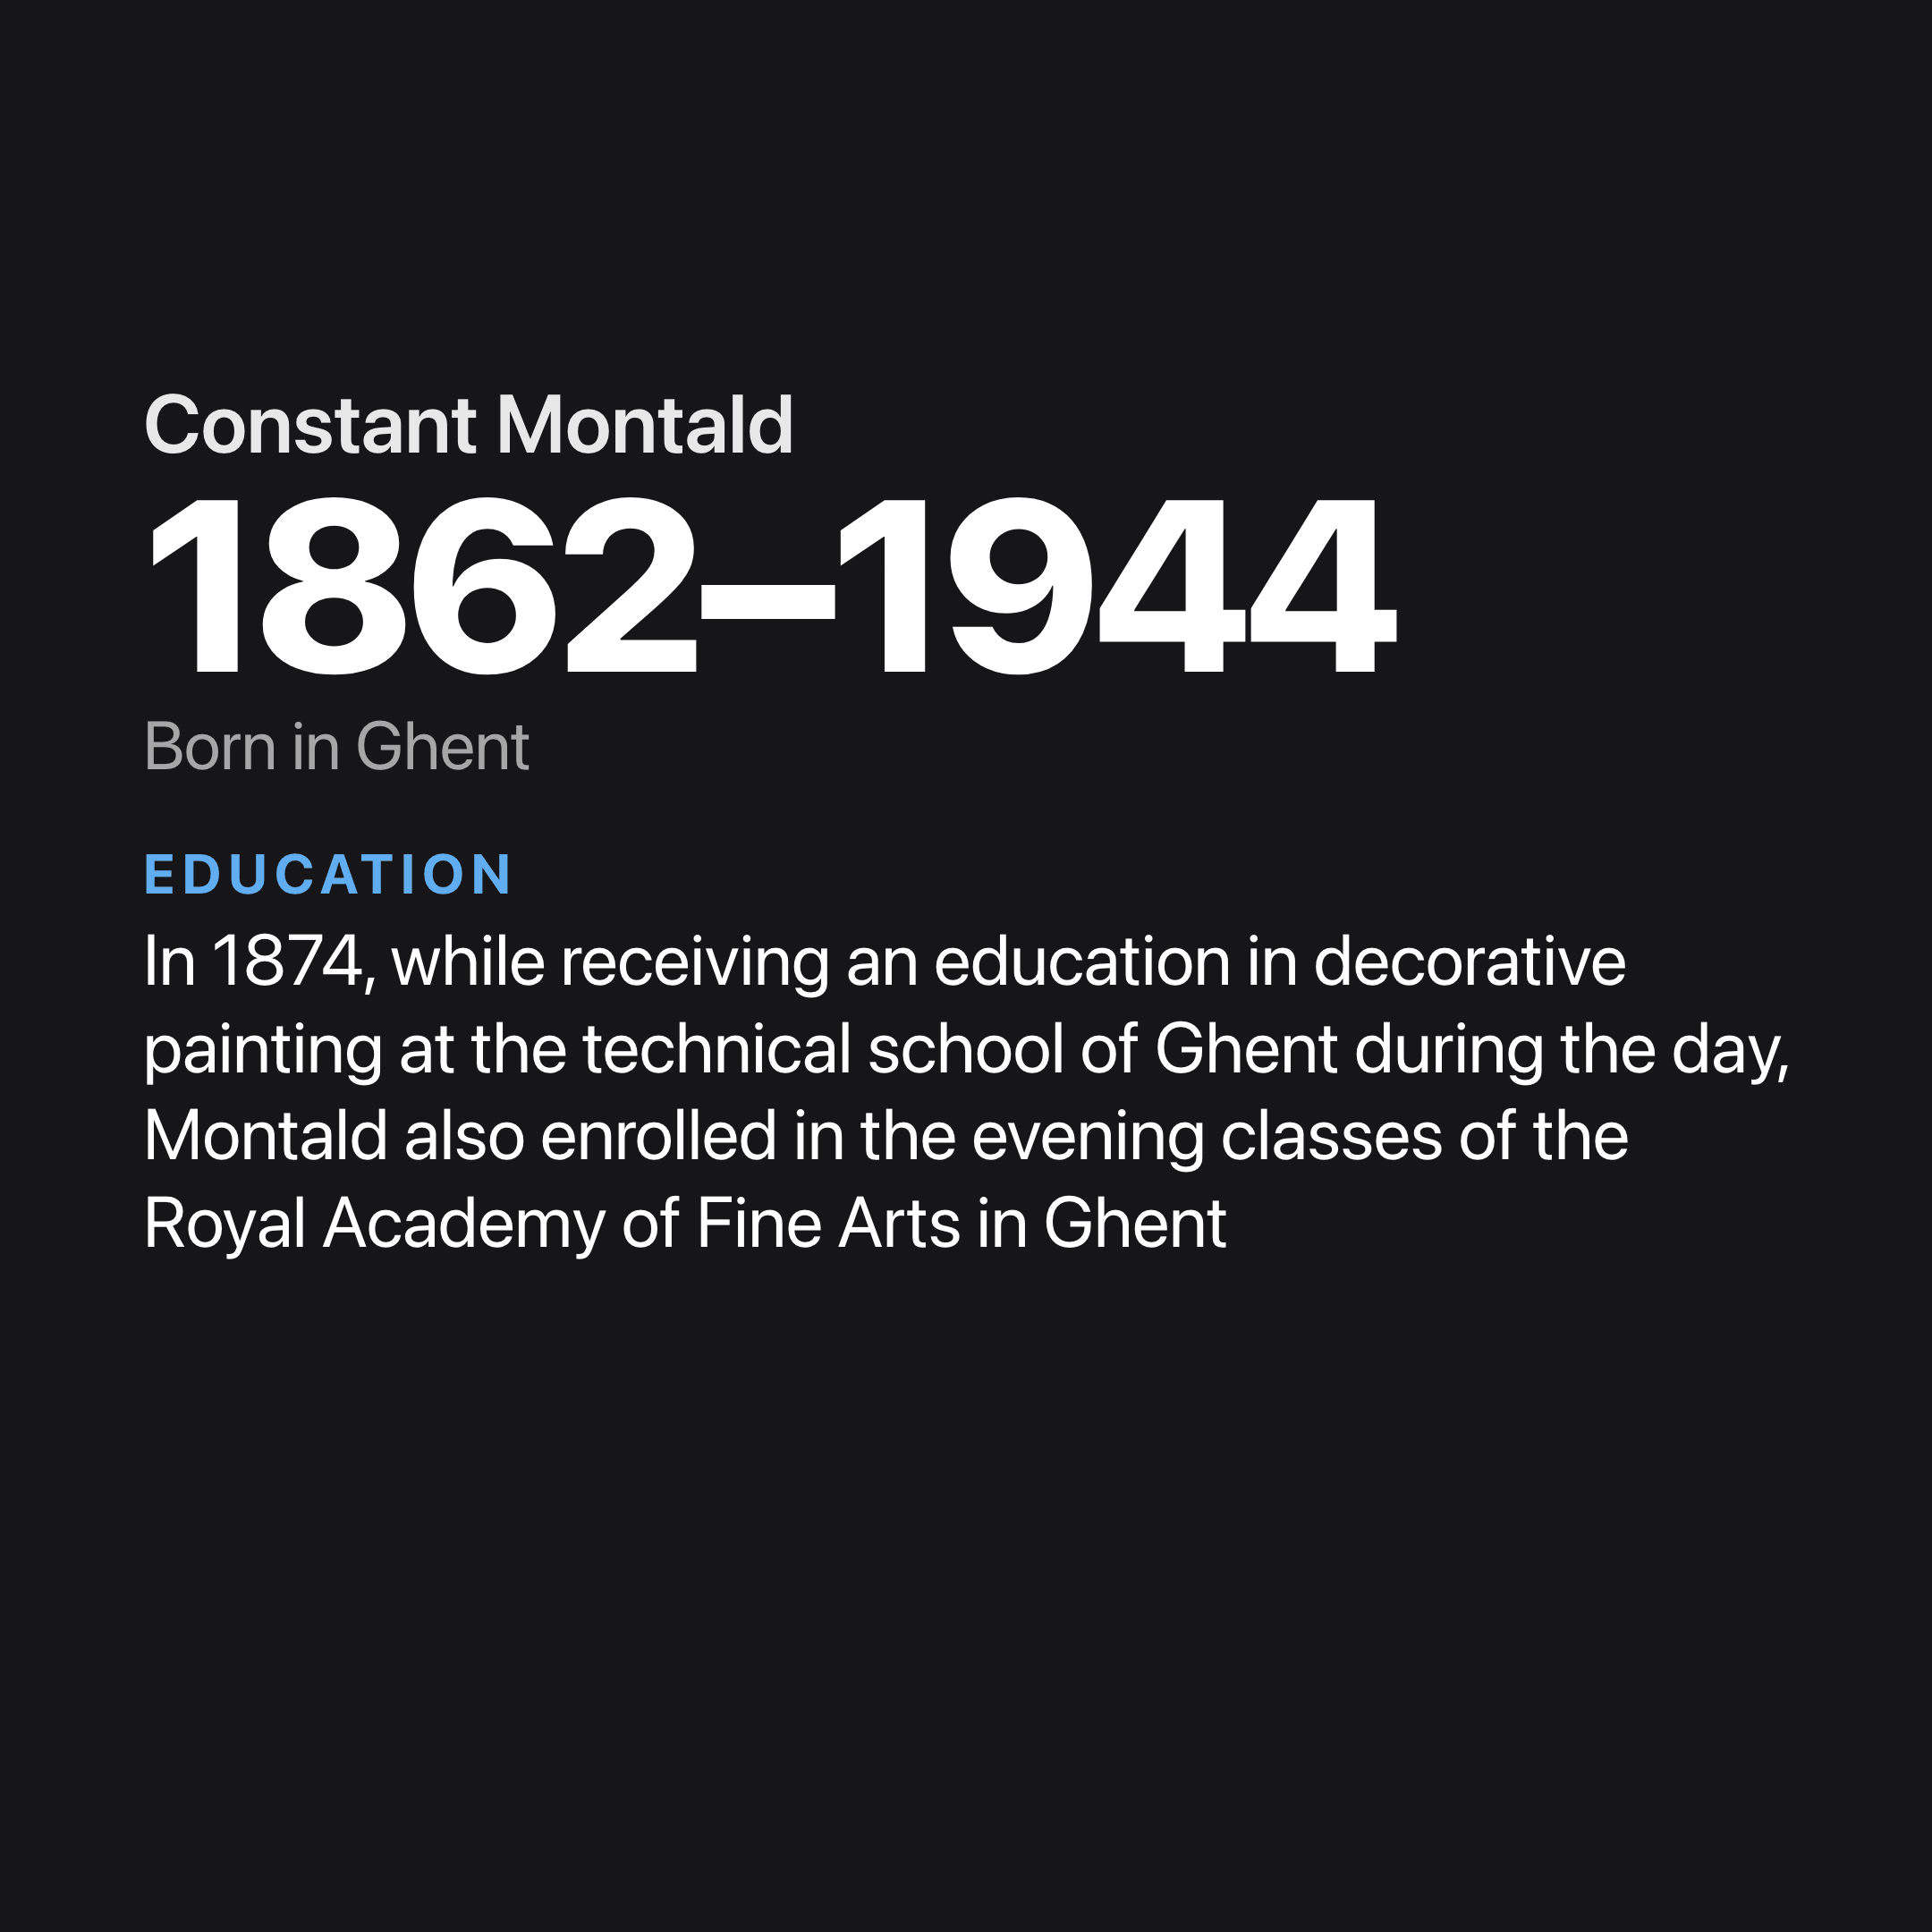 Constant Montald
1862–1944
Born in Ghent
EDUCATION
In 1874, while receiving an education in decorative
painting at the technical school of Ghent during the day,
Montald also enrolled in the evening classes of the
Royal Academy of Fine Arts in Ghent